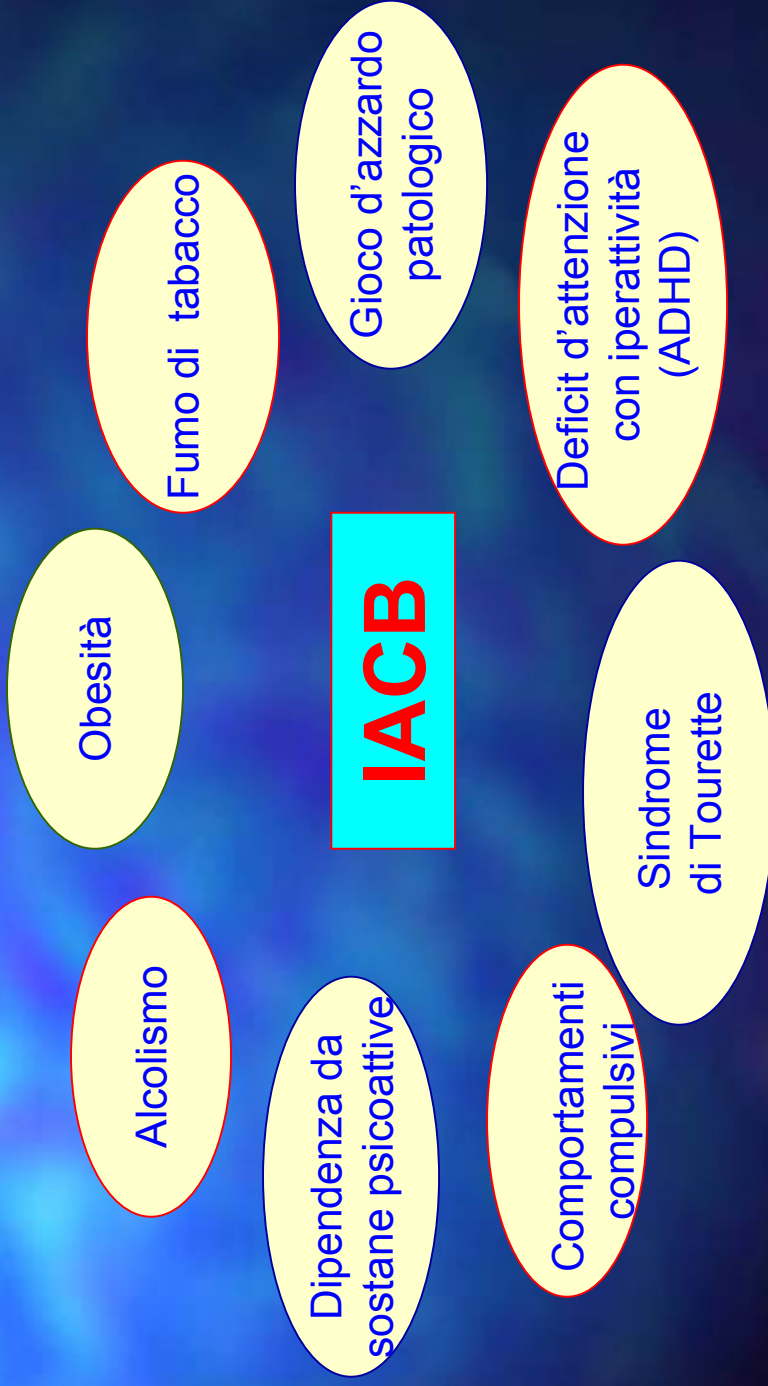 Obesità
Alcolismo
Fumo di tabacco
Dipendenza da
sostane psicoattive
IACB
Gioco d’azzardo
patologico
Comportamenti
compulsivi
Deficit d’attenzione
con iperattività
(ADHD)
Sindrome
di Tourette